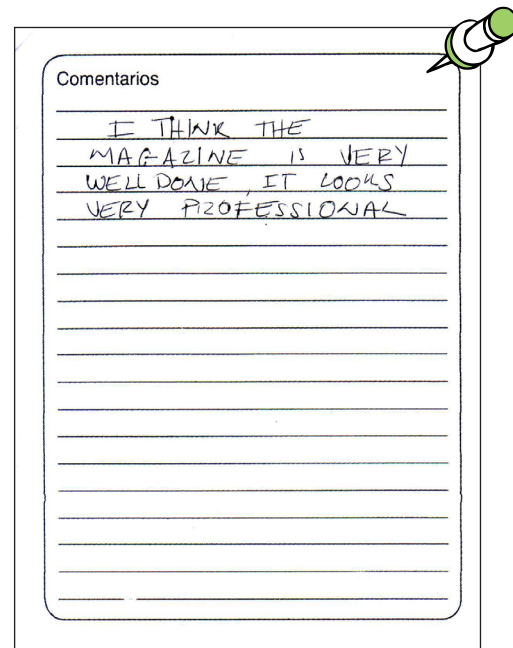 Comentarios
I THINK THE
MAGAZINE IS VERY
WELL DONE, IT LOOKS
VERY PROFESSIONAL